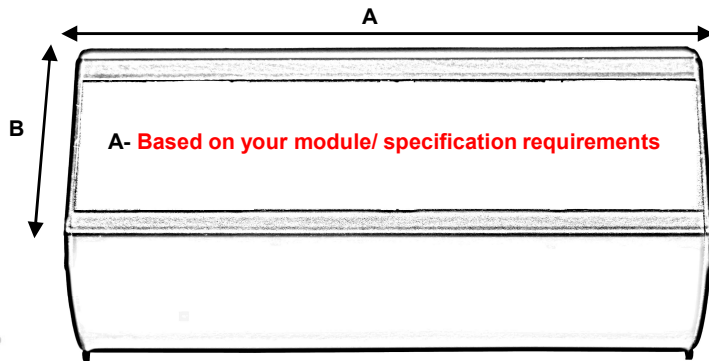 A
B
A- Based on your module/ specification requirements